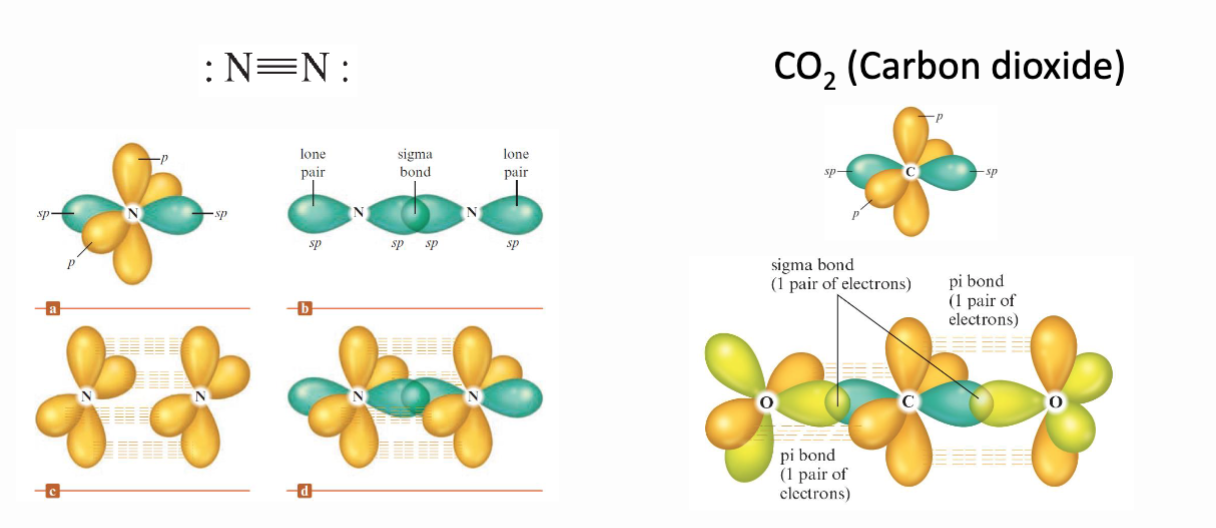 : N≡N :
p
sp
N
sp
p
a
lone
pair
sigma
bond
lone
pair
N
N
sp
sp
sp
sp
b
N
N
c
N
N
d
CO₂ (Carbon dioxide)
p
sp
C
sp
p
sigma bond
(1 pair of electrons)
pi bond
(1 pair of
electrons)
O
C
O
pi bond
(1 pair of
electrons)